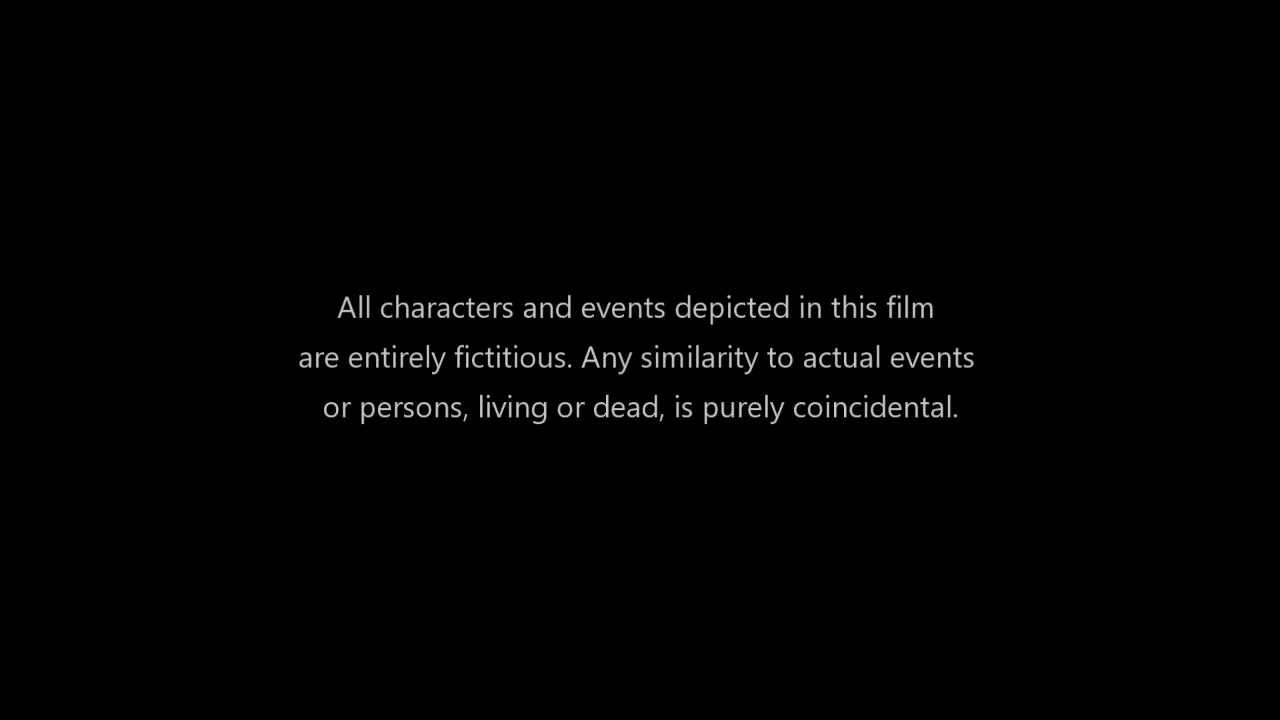 All characters and events depicted in this film
are entirely fictitious. Any similarity to actual events
or persons, living or dead, is purely coincidental.